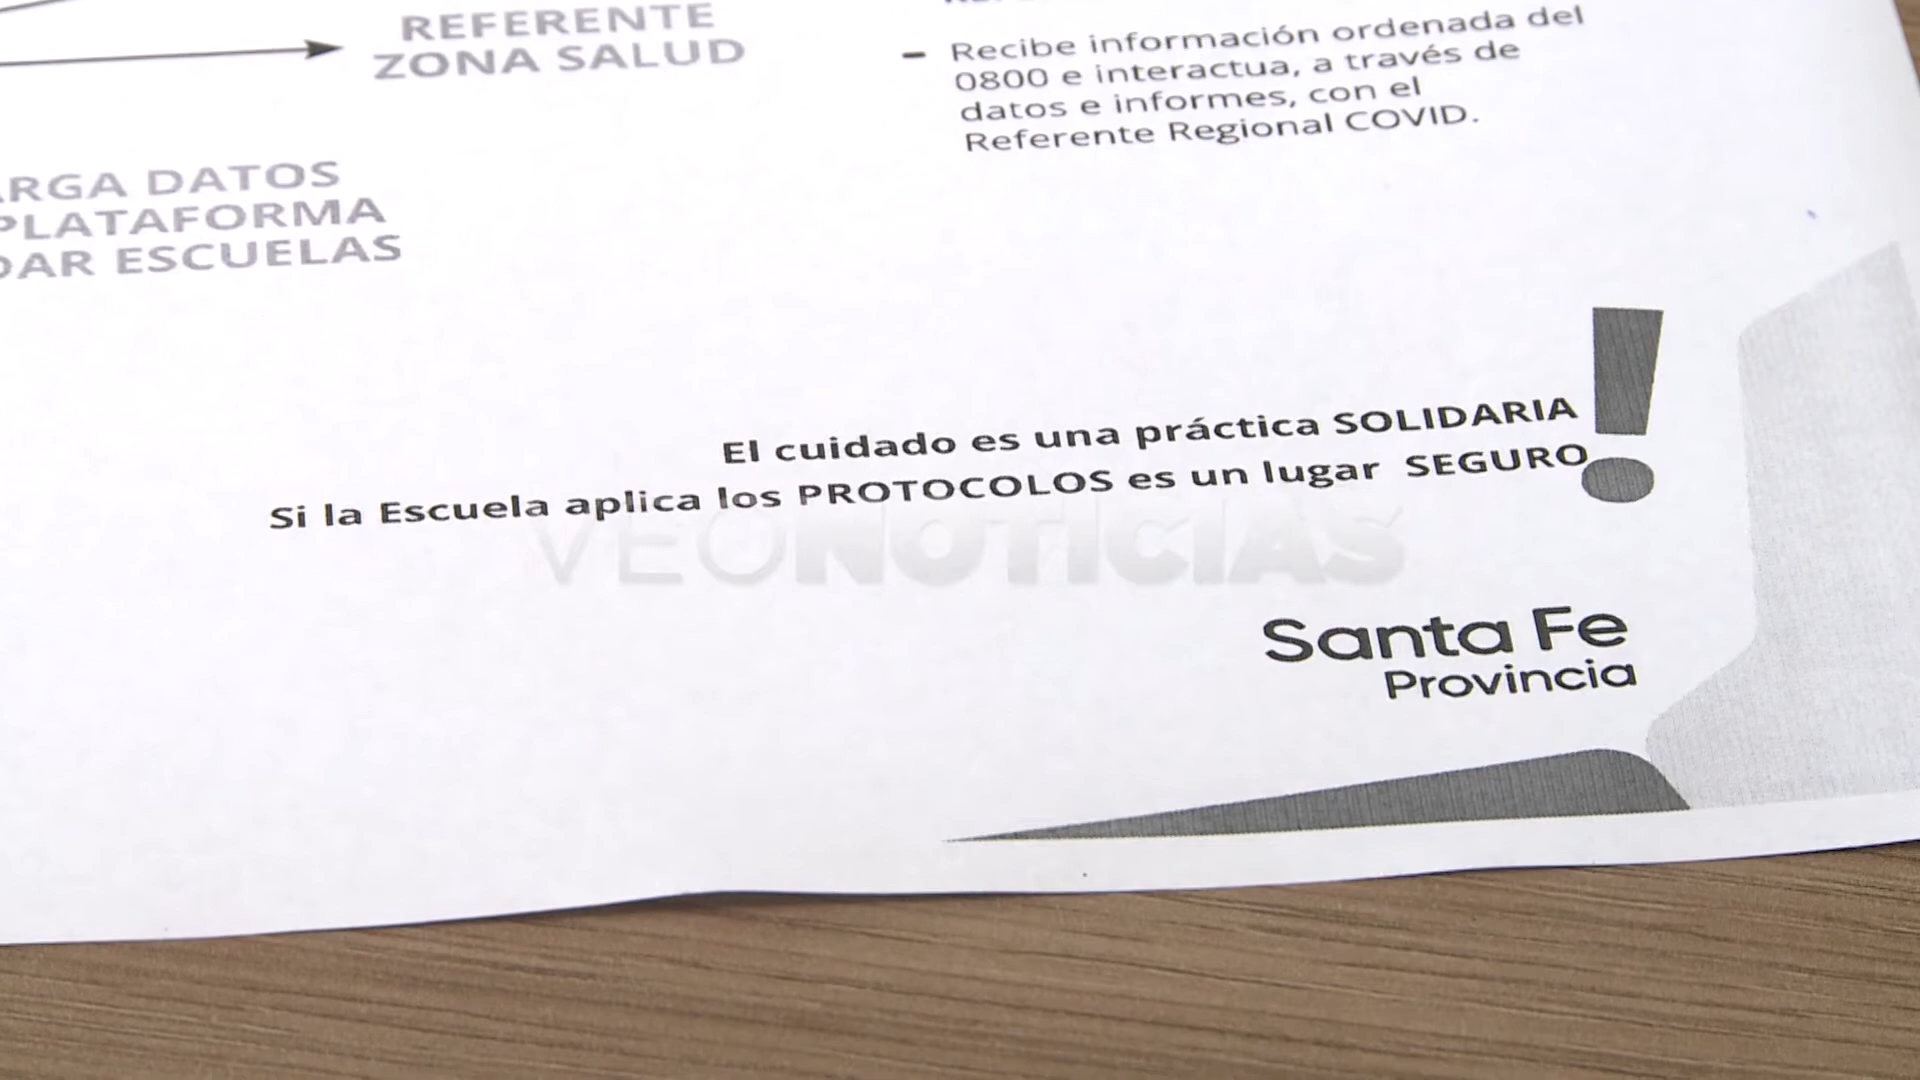 REFERENTE
ZONA SALUD
RGA DATOS
PLATAFORMA
DAR ESCUELAS
– Recibe información ordenada del
0800 e interactua, a través de
datos e informes, con el
Referente Regional COVID.
El cuidado es una práctica SOLIDARIA
Si la Escuela aplica los PROTOCOLOS es un lugar SEGURO
!
VEONOTICIAS
Santa Fe
Provincia